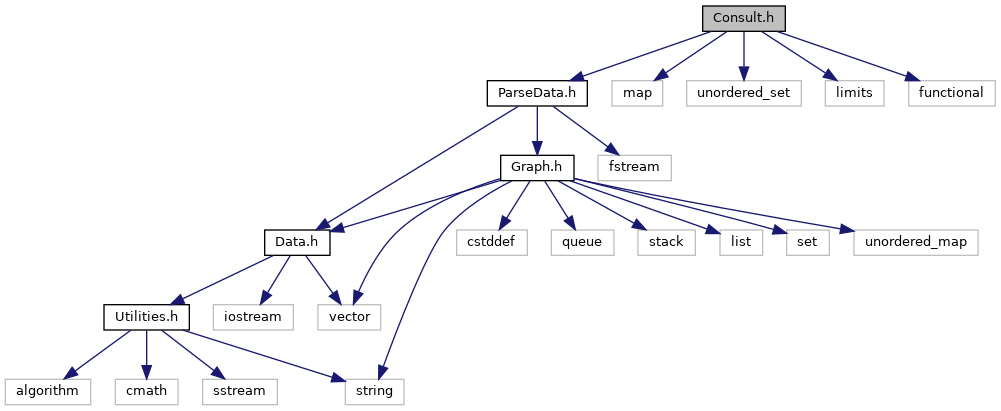 Consult.h
ParseData.h
map
unordered_set
limits
functional
Graph.h
fstream
Data.h
cstddef
queue
stack
list
set
unordered_map
Utilities.h
iostream
vector
algorithm
cmath
sstream
string